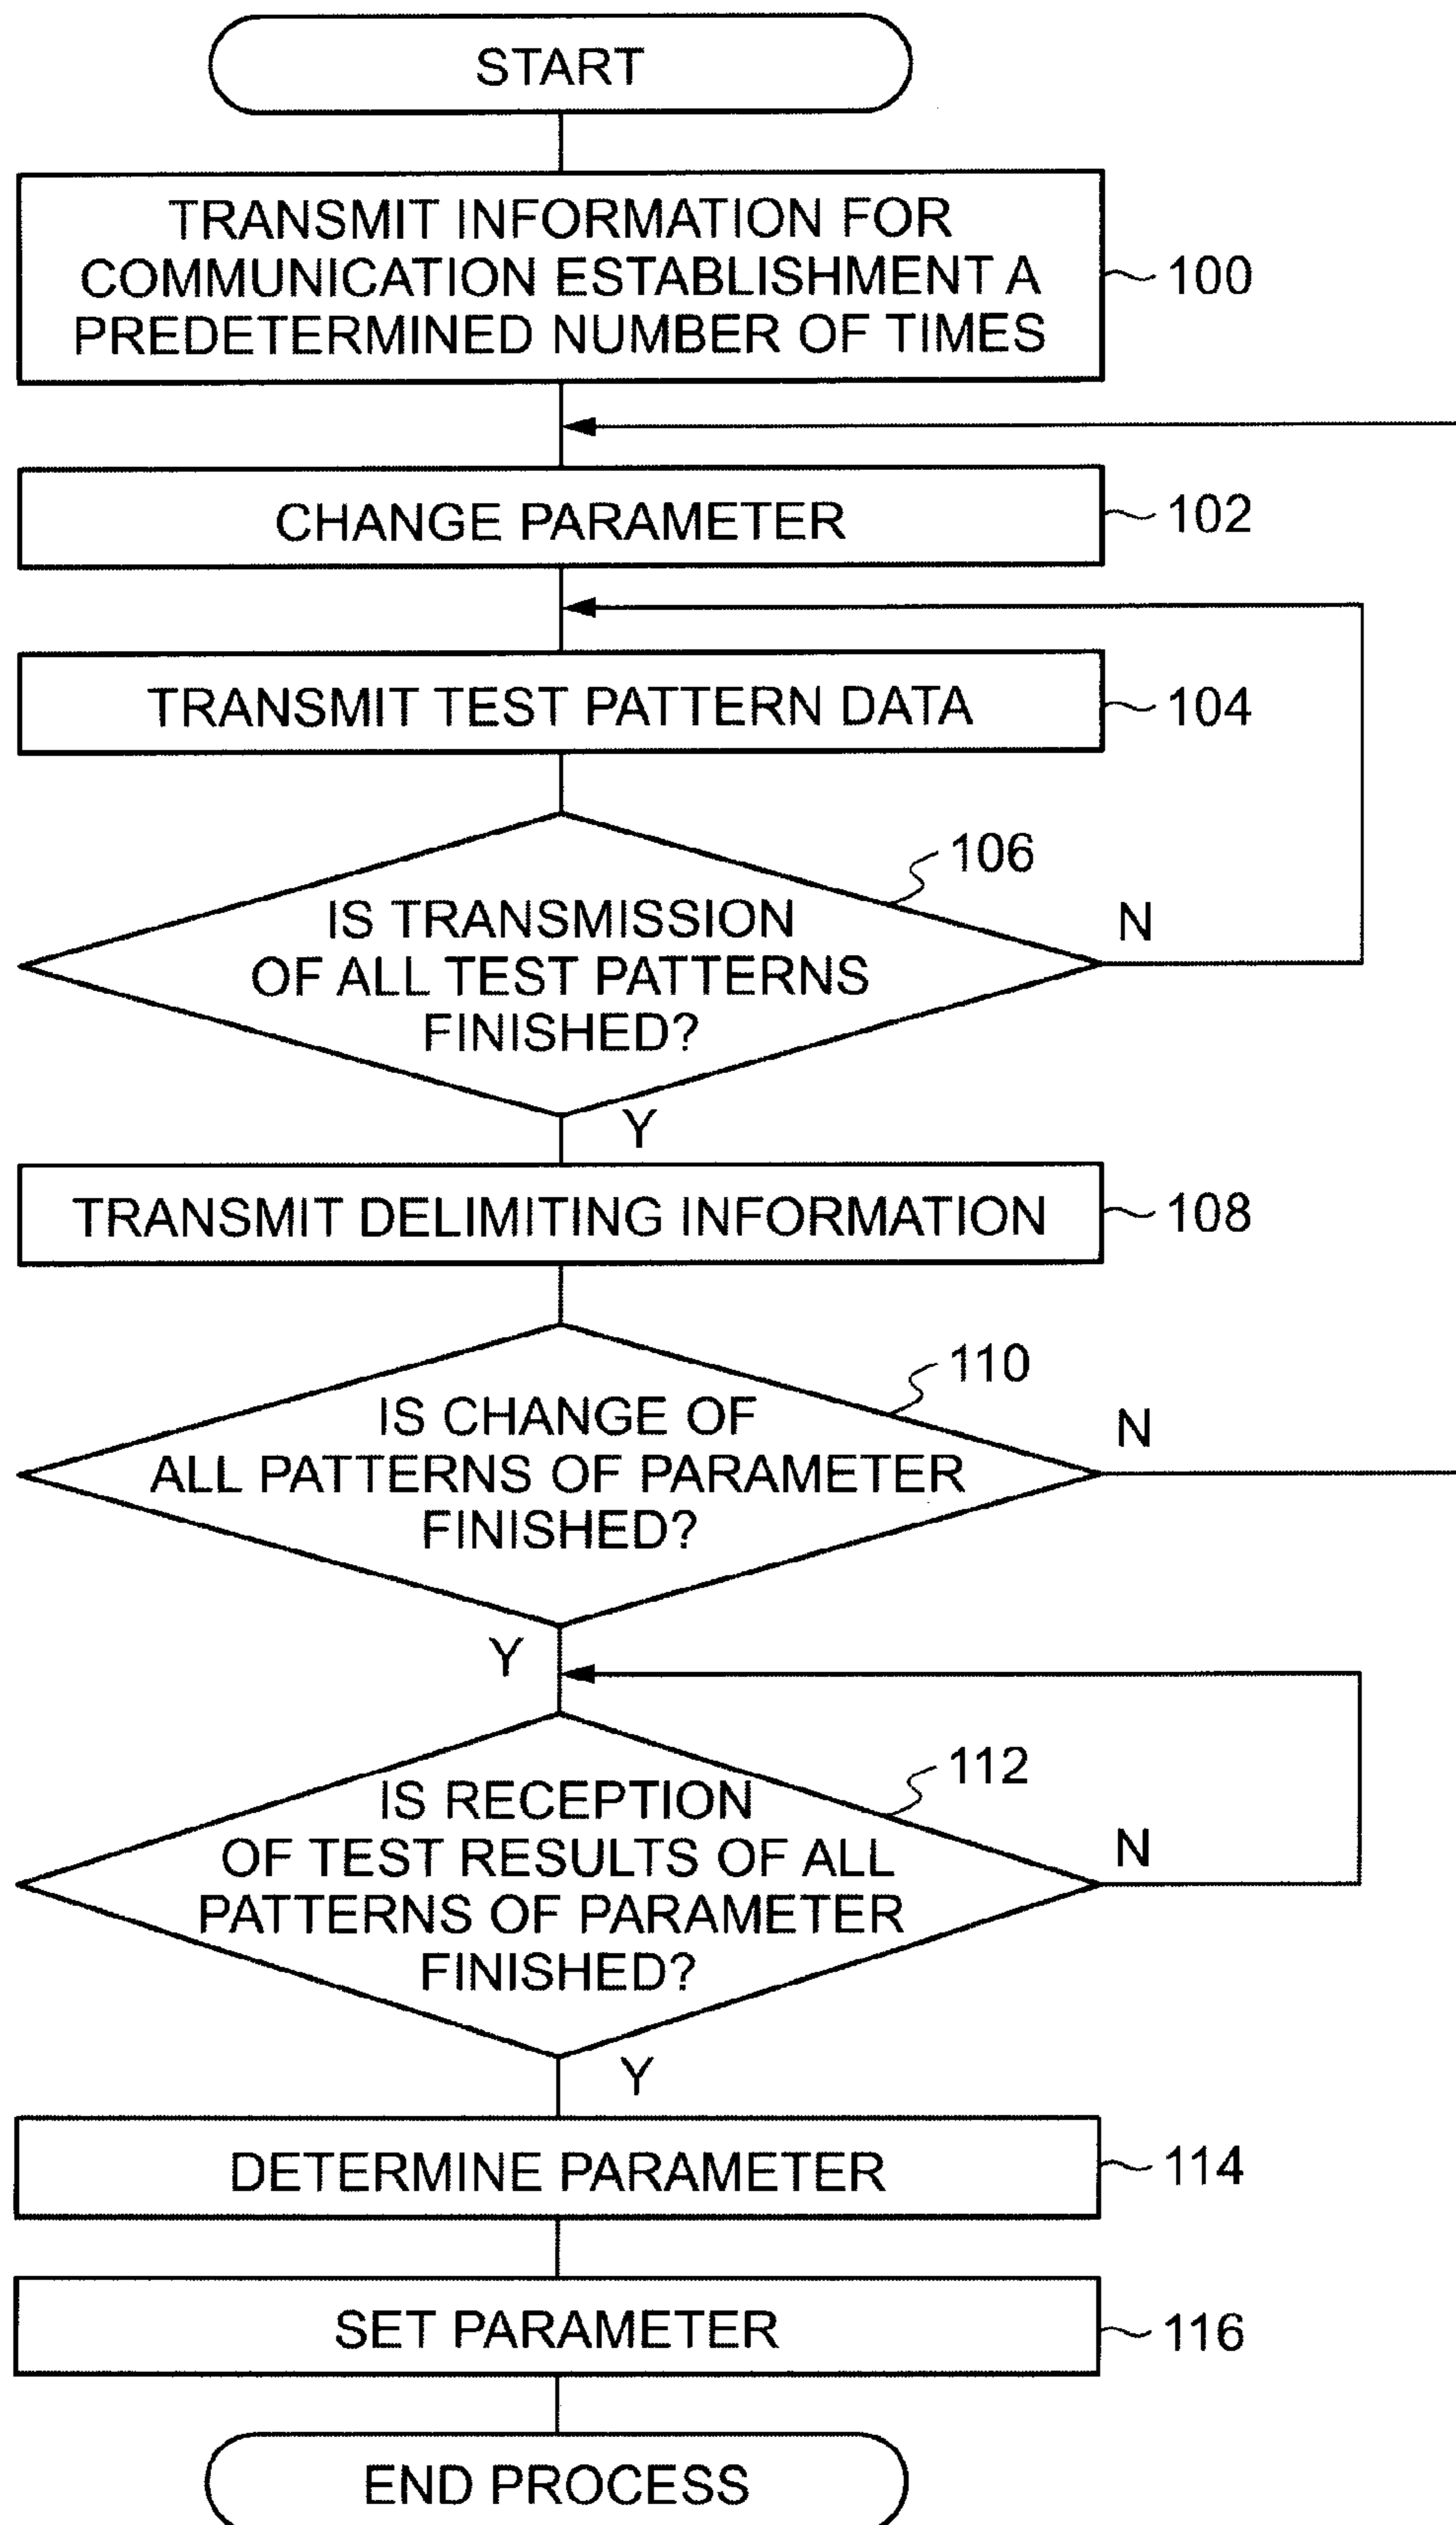 START
TRANSMIT INFORMATION FOR
COMMUNICATION ESTABLISHMENT A
PREDETERMINED NUMBER OF TIMES
100
CHANGE PARAMETER
102
TRANSMIT TEST PATTERN DATA
104
106
IS TRANSMISSION
OF ALL TEST PATTERNS
FINISHED?
N
Y
TRANSMIT DELIMITING INFORMATION
108
110
IS CHANGE OF
ALL PATTERNS OF PARAMETER
FINISHED?
N
Y
112
IS RECEPTION
OF TEST RESULTS OF ALL
PATTERNS OF PARAMETER
FINISHED?
N
Y
DETERMINE PARAMETER
114
SET PARAMETER
116
END PROCESS